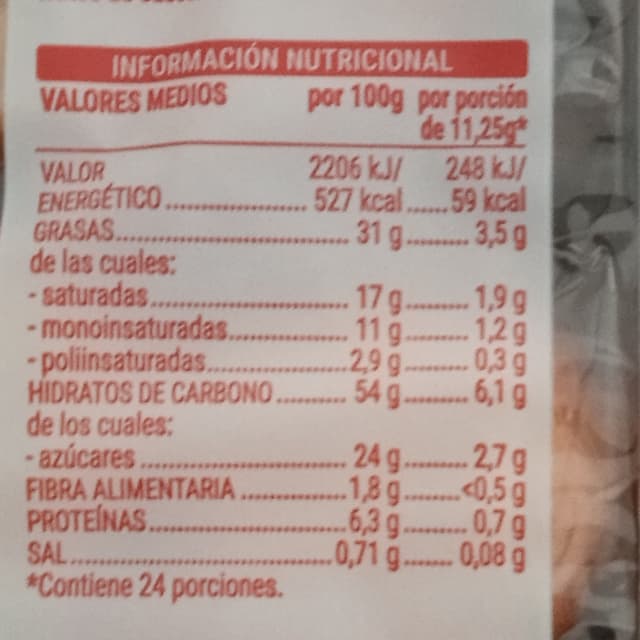 INFORMACIÓN NUTRICIONAL
VALORES MEDIOS por 100g por porción
de 11,25g*
VALOR 2206 kJ/ 248 kJ/
ENERGÉTICO.................... 527 kcal......59 kcal
GRASAS................................. 31 g.......... 3,5 g
de las cuales:
- saturadas............................ 17 g.......... 1,9 g
- monoinsaturadas................ 11 g.......... 1,2 g
- poliinsaturadas....................2,9 g.......... 0,3 g
HIDRATOS DE CARBONO.......... 54 g.......... 6,1 g
de los cuales:
- azúcares ............................. 24 g.......... 2,7 g
FIBRA ALIMENTARIA ...............1,8 g.........<0,5 g
PROTEÍNAS............................6,3 g.......... 0,7 g
SAL......................................0,71 g........ 0,08 g
*Contiene 24 porciones.